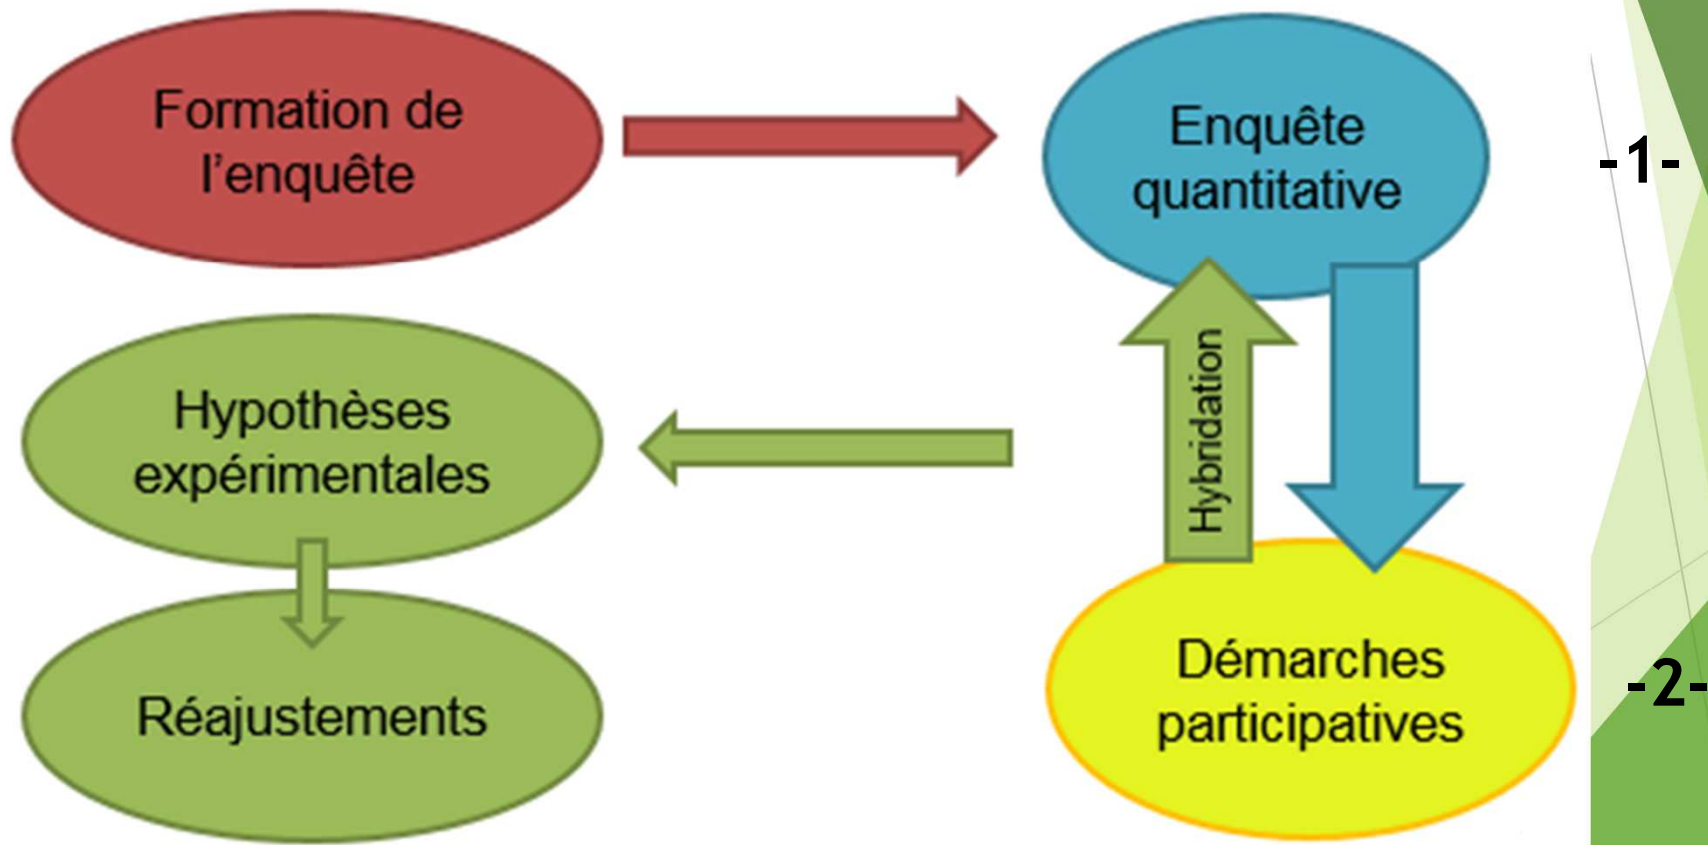 Formation de
l'enquête
Enquête
quantitative
-1-
Hypothèses
expérimentales
Hybridation
Réajustements
Démarches
participatives
-2-